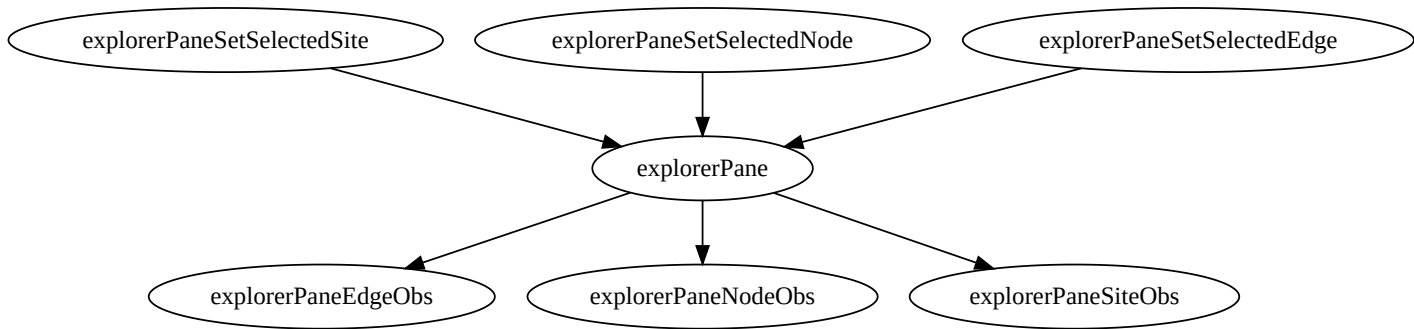 explorerPaneSetSelectedSite
explorerPaneSetSelectedNode
explorerPaneSetSelectedEdge
explorerPane
explorerPaneEdgeObs
explorerPaneNodeObs
explorerPaneSiteObs